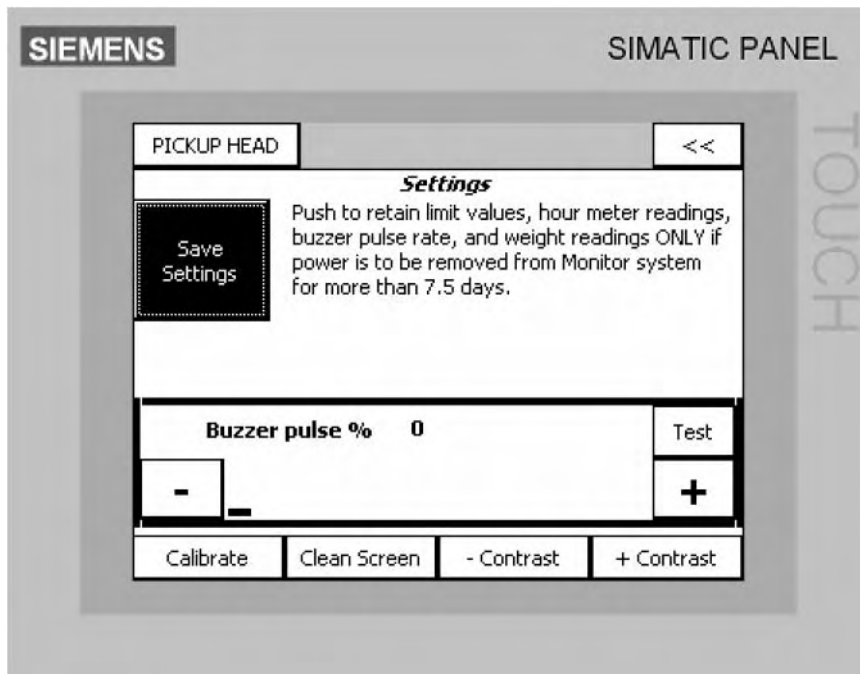 SIEMENS
SIMATIC PANEL
TOUCH
PICKUP HEAD
<<
Settings
Save
Settings
Push to retain limit values, hour meter readings,
buzzer pulse rate, and weight readings ONLY if
power is to be removed from Monitor system
for more than 7.5 days.
Buzzer pulse % 0
Test
-
+
Calibrate
Clean Screen
- Contrast
+ Contrast